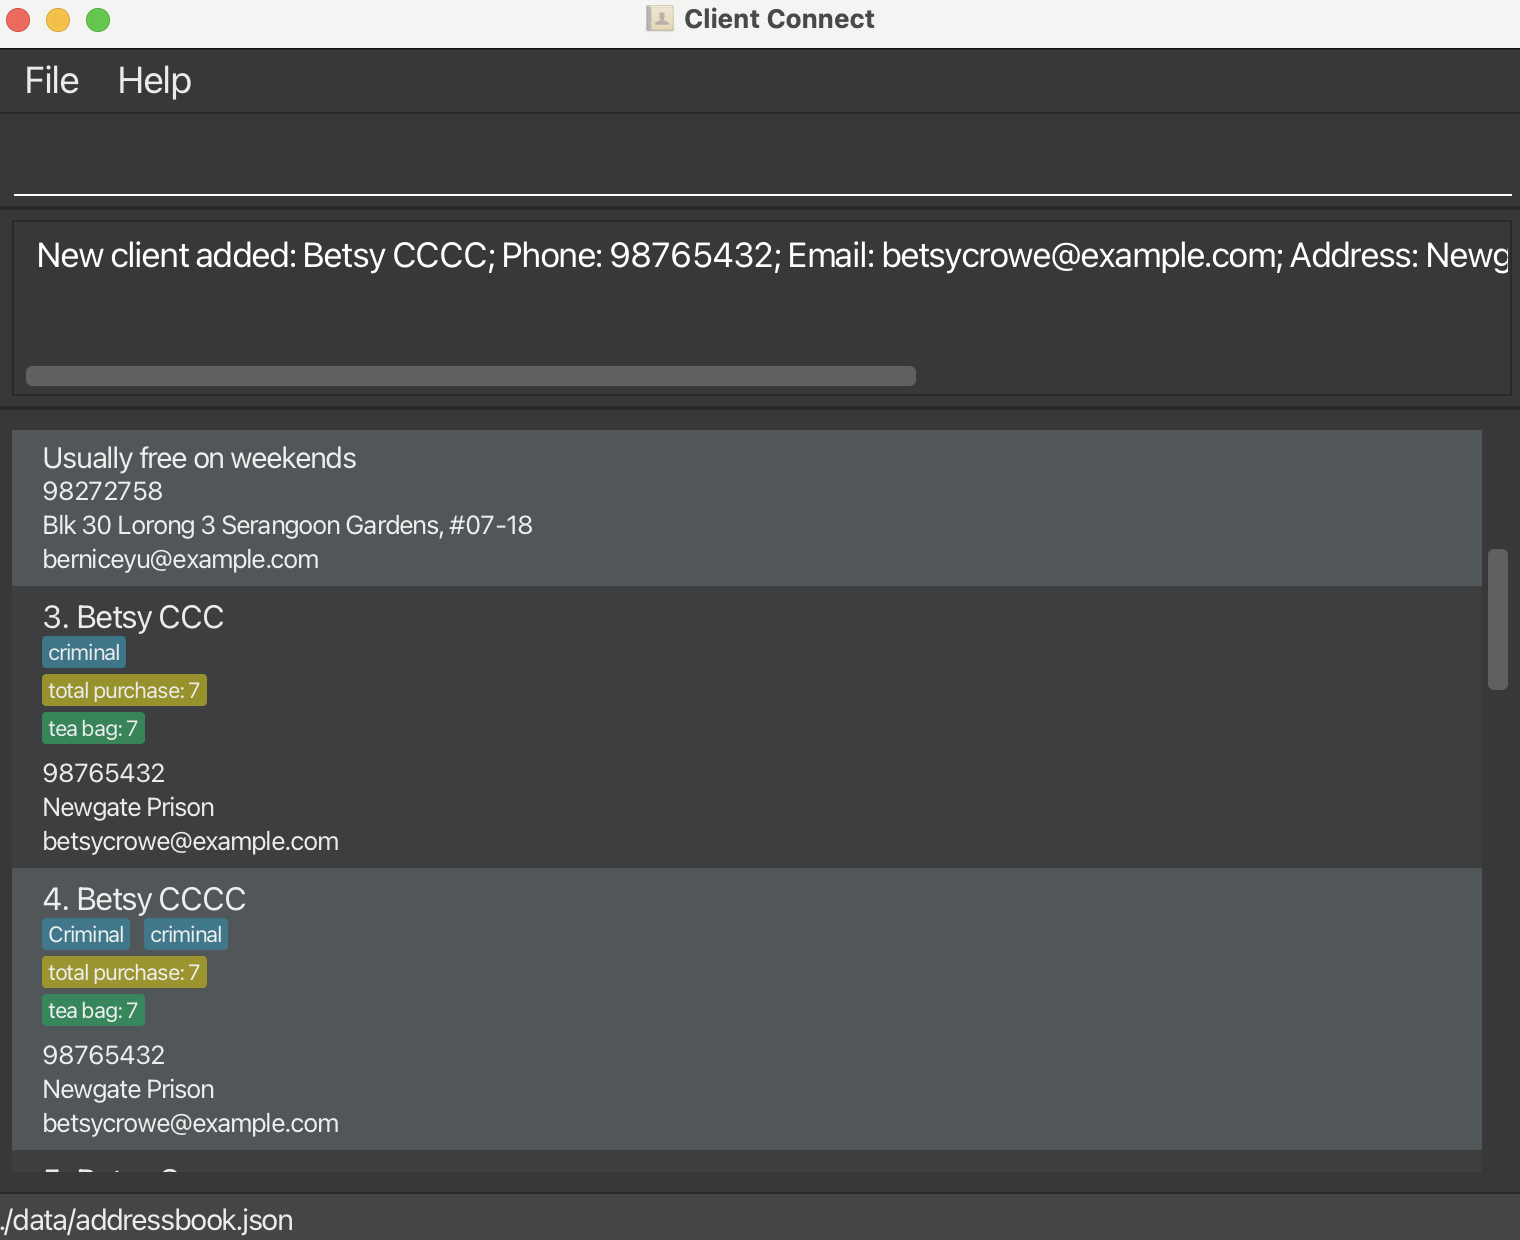 Client Connect
File Help
New client added: Betsy CCCC; Phone: 98765432; Email: betsycrowe@example.com; Address: Newg
Usually free on weekends
98272758
Blk 30 Lorong 3 Serangoon Gardens, #07-18
berniceyu@example.com
3. Betsy CCC
criminal
total purchase: 7
tea bag: 7
98765432
Newgate Prison
betsycrowe@example.com
4. Betsy CCCC
Criminal criminal
total purchase: 7
tea bag: 7
98765432
Newgate Prison
betsycrowe@example.com
./data/addressbook.json